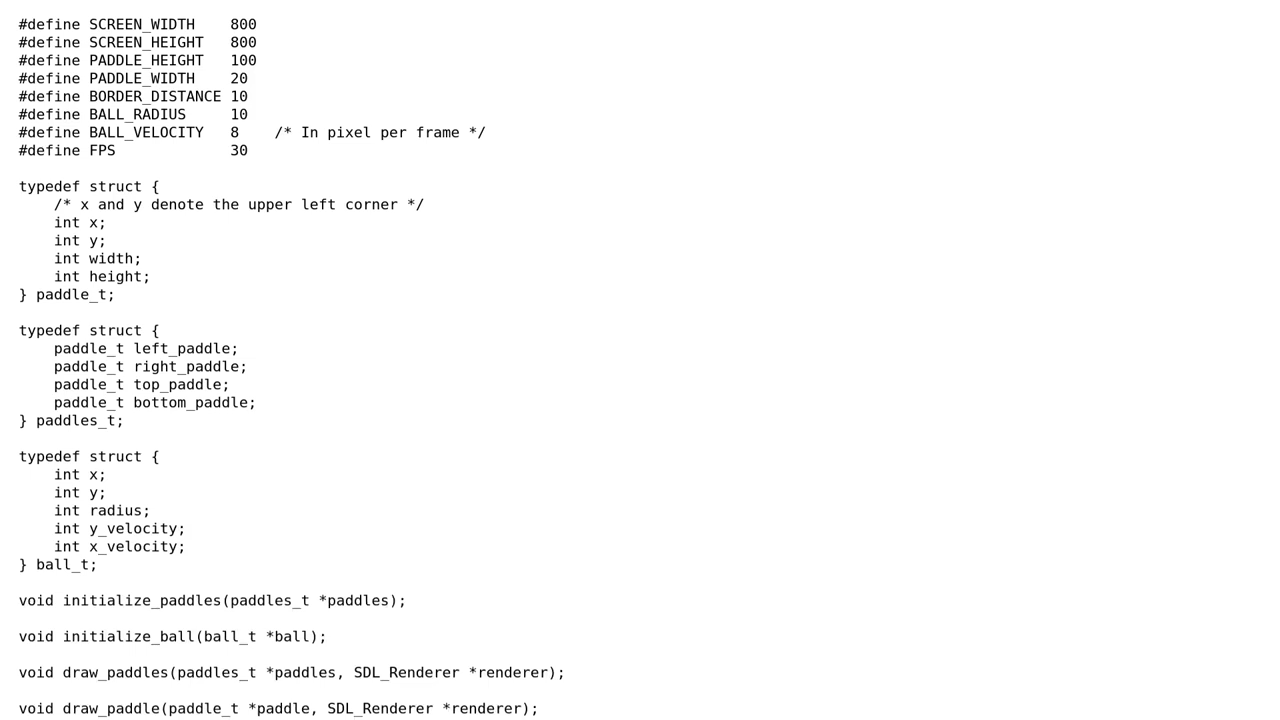 #define SCREEN_WIDTH    800
#define SCREEN_HEIGHT   800
#define PADDLE_HEIGHT   100
#define PADDLE_WIDTH    20
#define BORDER_DISTANCE 10
#define BALL_RADIUS     10
#define BALL_VELOCITY   8    /* In pixel per frame */
#define FPS             30

typedef struct {
    /* x and y denote the upper left corner */
    int x;
    int y;
    int width;
    int height;
} paddle_t;

typedef struct {
    paddle_t left_paddle;
    paddle_t right_paddle;
    paddle_t top_paddle;
    paddle_t bottom_paddle;
} paddles_t;

typedef struct {
    int x;
    int y;
    int radius;
    int y_velocity;
    int x_velocity;
} ball_t;

void initialize_paddles(paddles_t *paddles);

void initialize_ball(ball_t *ball);

void draw_paddles(paddles_t *paddles, SDL_Renderer *renderer);

void draw_paddle(paddle_t *paddle, SDL_Renderer *renderer);